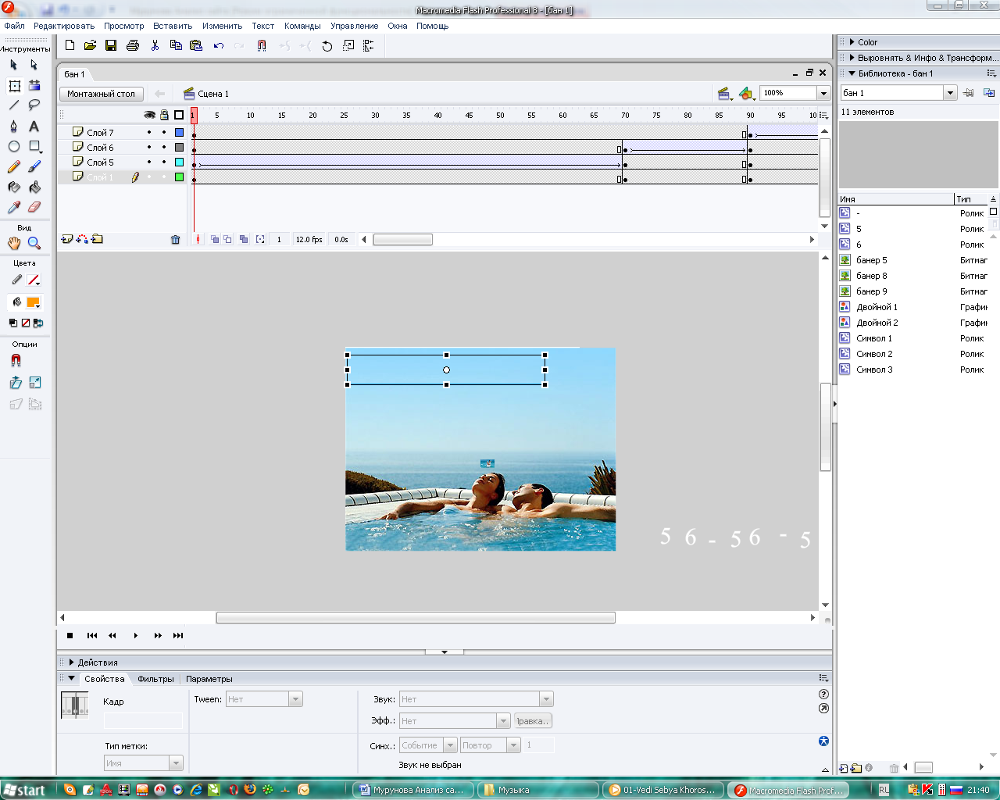 Macromedia Flash Professional 8 - [бан 1]
Файл Редактировать Просмотр Вставить Изменить Текст Команды Управление Окна Помощь
Инструменты
Вид
Цвета
Опции
бан 1
Монтажный стол
Сцена 1
100%
1 5 10 15 20 25 30 35 40 45 50 55 60 65 70 75 80 85 90 95 10
Слой 7
Слой 6
Слой 5
Слой 1
1 12.0 fps 0.0s
5 6 - 5 6 - 5
Действия
Свойства Фильтры Параметры
Кадр
Tween: Нет
Звук: Нет
Эфф.: Нет
Правка..
Тип метки:
Имя
Синх.: Событие Повтор 1
Звук не выбран
Color
Выровнять & Инфо & Трансформ...
Библиотека - бан 1
бан 1
11 элементов
Имя Тип
- Ролик
5 Ролик
6 Ролик
банер 5 Битмап
банер 8 Битмап
банер 9 Битмап
Двойной 1 График
Двойной 2 График
Символ 1 Ролик
Символ 2 Ролик
Символ 3 Ролик
start
Мурунова Анализ са...
Музыка
01-Vedi Sebya Khoros...
Macromedia Flash Prof...
RL
21:40